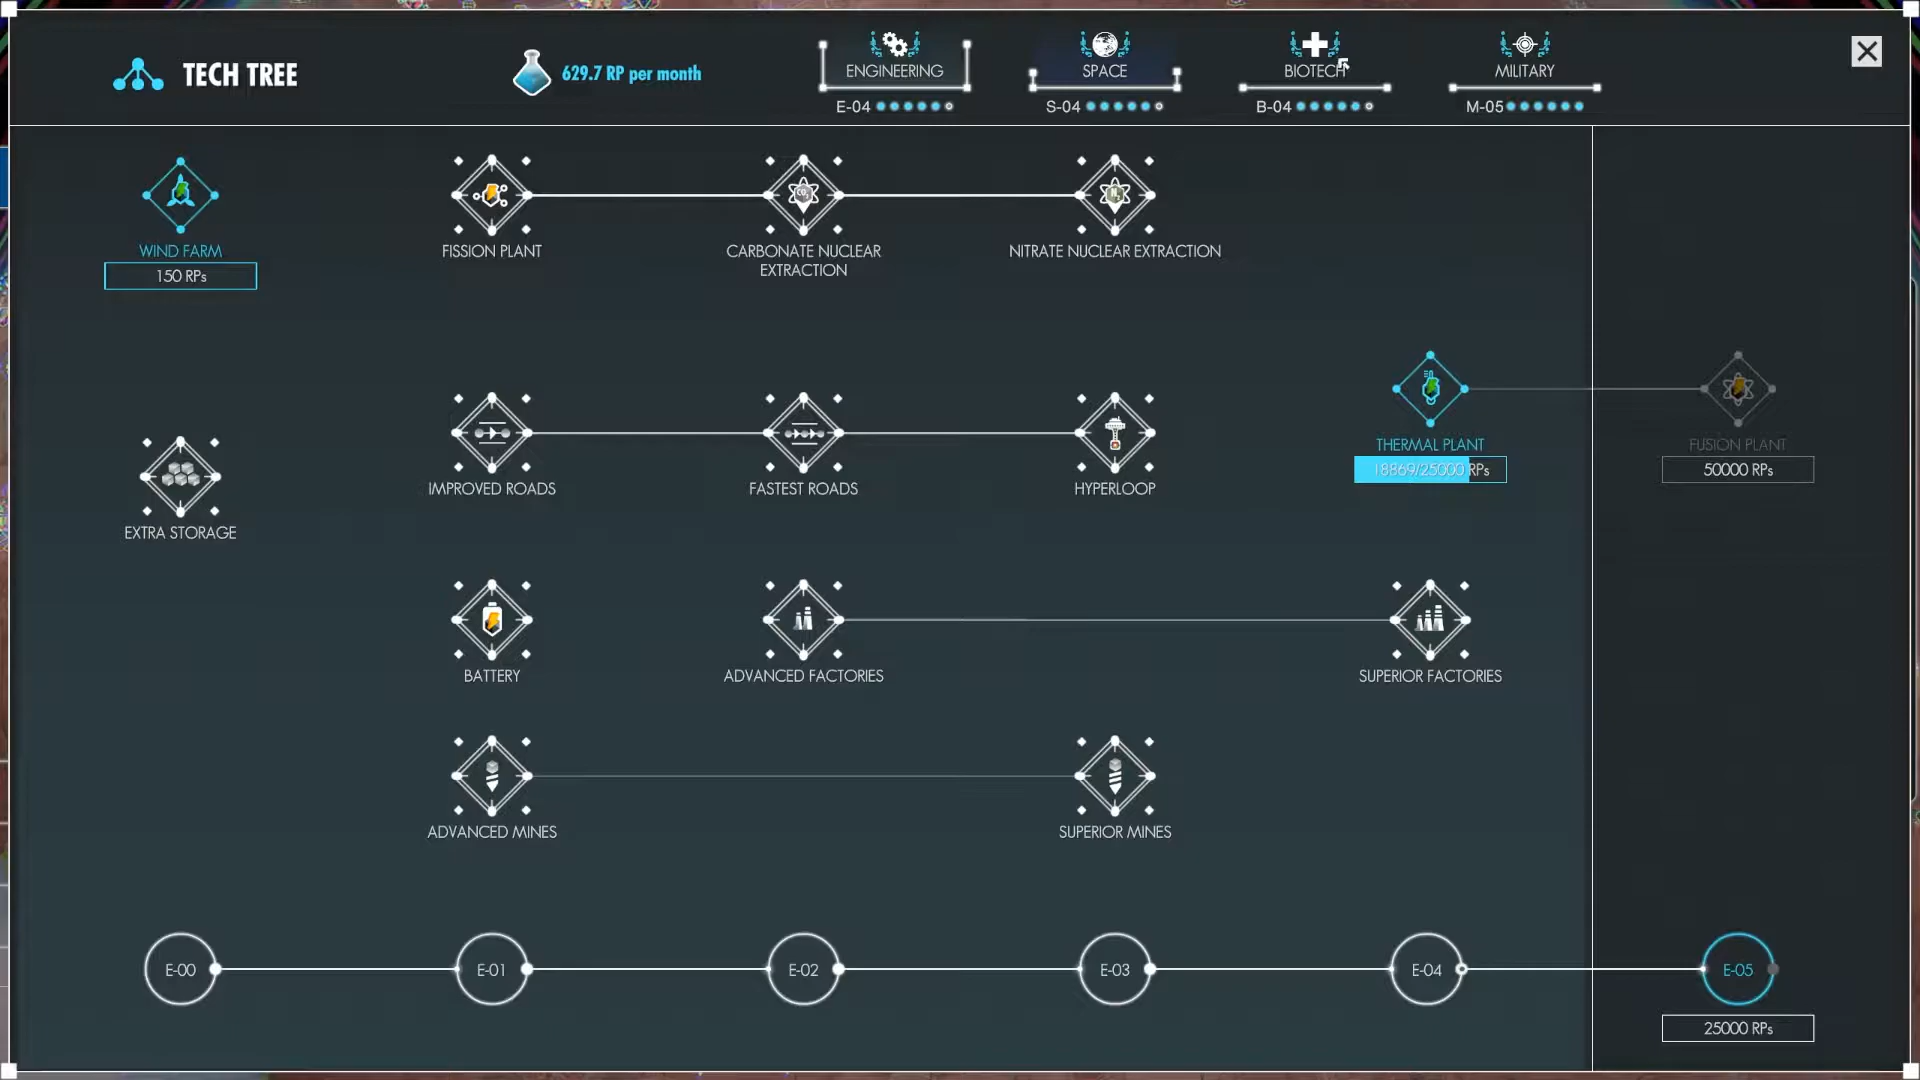 TECH TREE
629.7 RP per month
ENGINEERING
E-04
SPACE
S-04
BIOTECH
B-04
MILITARY
M-05
WIND FARM
150 RPs
FISSION PLANT
CARBONATE NUCLEAR
EXTRACTION
NITRATE NUCLEAR EXTRACTION
EXTRA STORAGE
IMPROVED ROADS
FASTEST ROADS
HYPERLOOP
THERMAL PLANT
18869/25000 RPs
FUSION PLANT
50000 RPs
BATTERY
ADVANCED FACTORIES
SUPERIOR FACTORIES
ADVANCED MINES
SUPERIOR MINES
E-00
E-01
E-02
E-03
E-04
E-05
25000 RPs